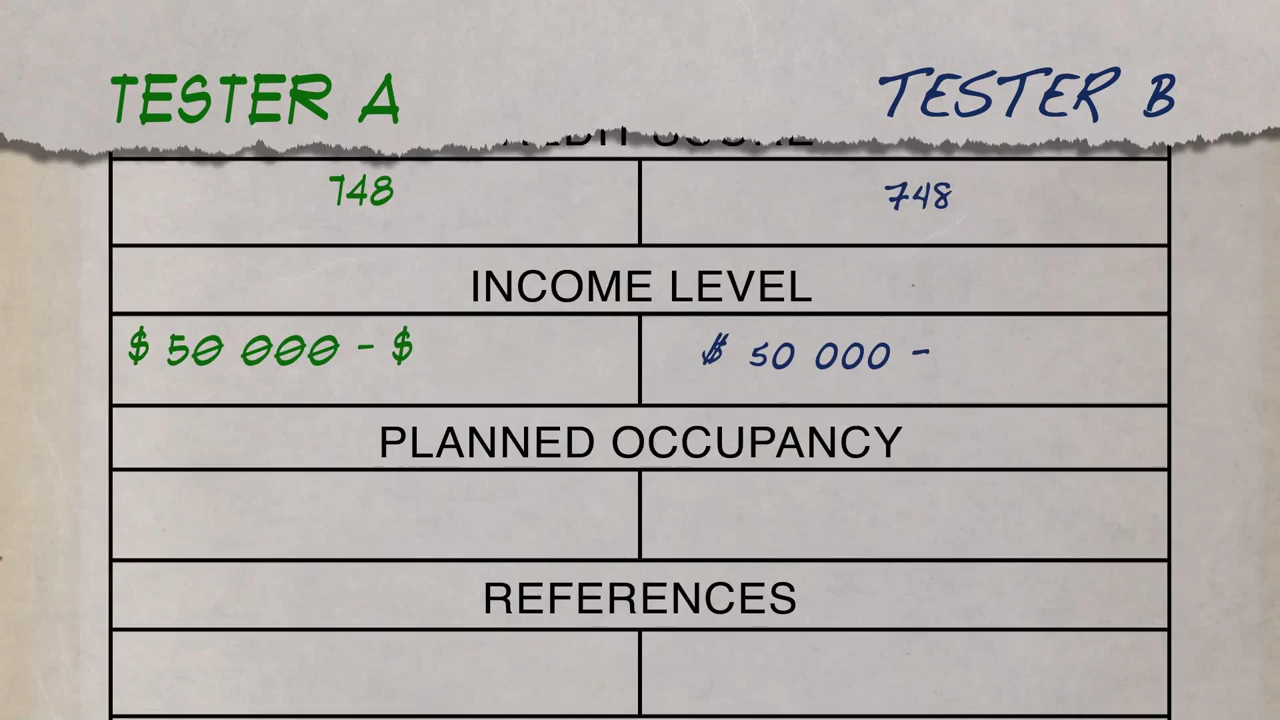 TESTER A TESTER B
748 748
INCOME LEVEL
$ 50 000 - $ $ 50 000 -
PLANNED OCCUPANCY
REFERENCES